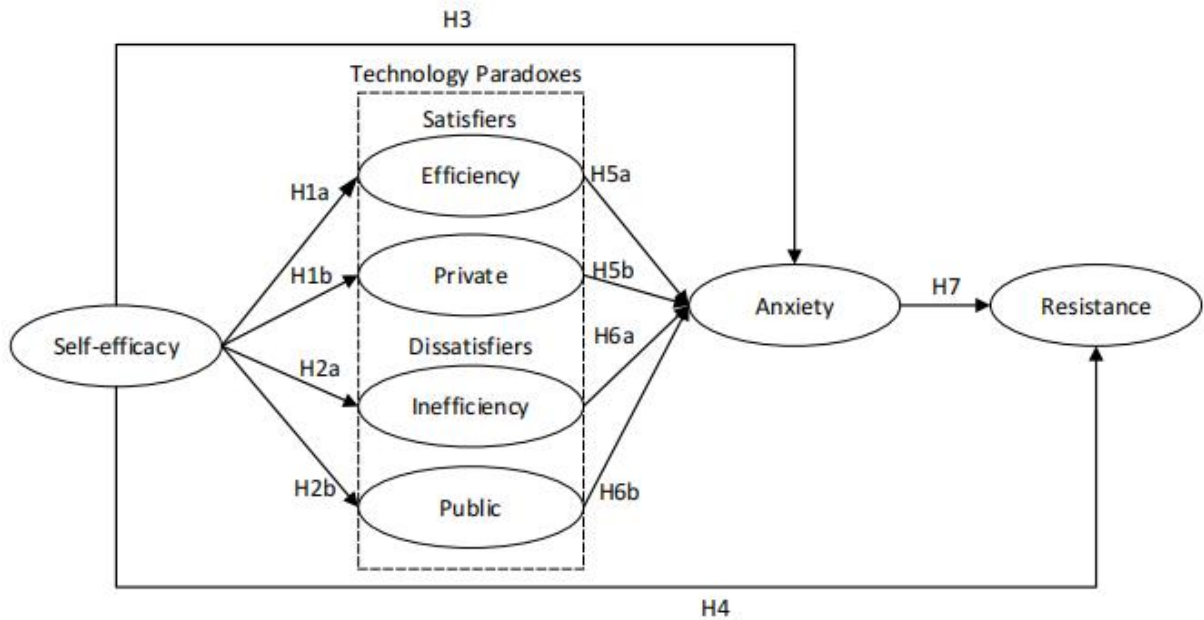 H3
Technology Paradoxes
Satisfiers
Efficiency
H1a
H5a
Private
H1b
H5b
Anxiety
H7
Resistance
Self-efficacy
Dissatisfiers
H6a
H2a
Inefficiency
H2b
H6b
Public
H4